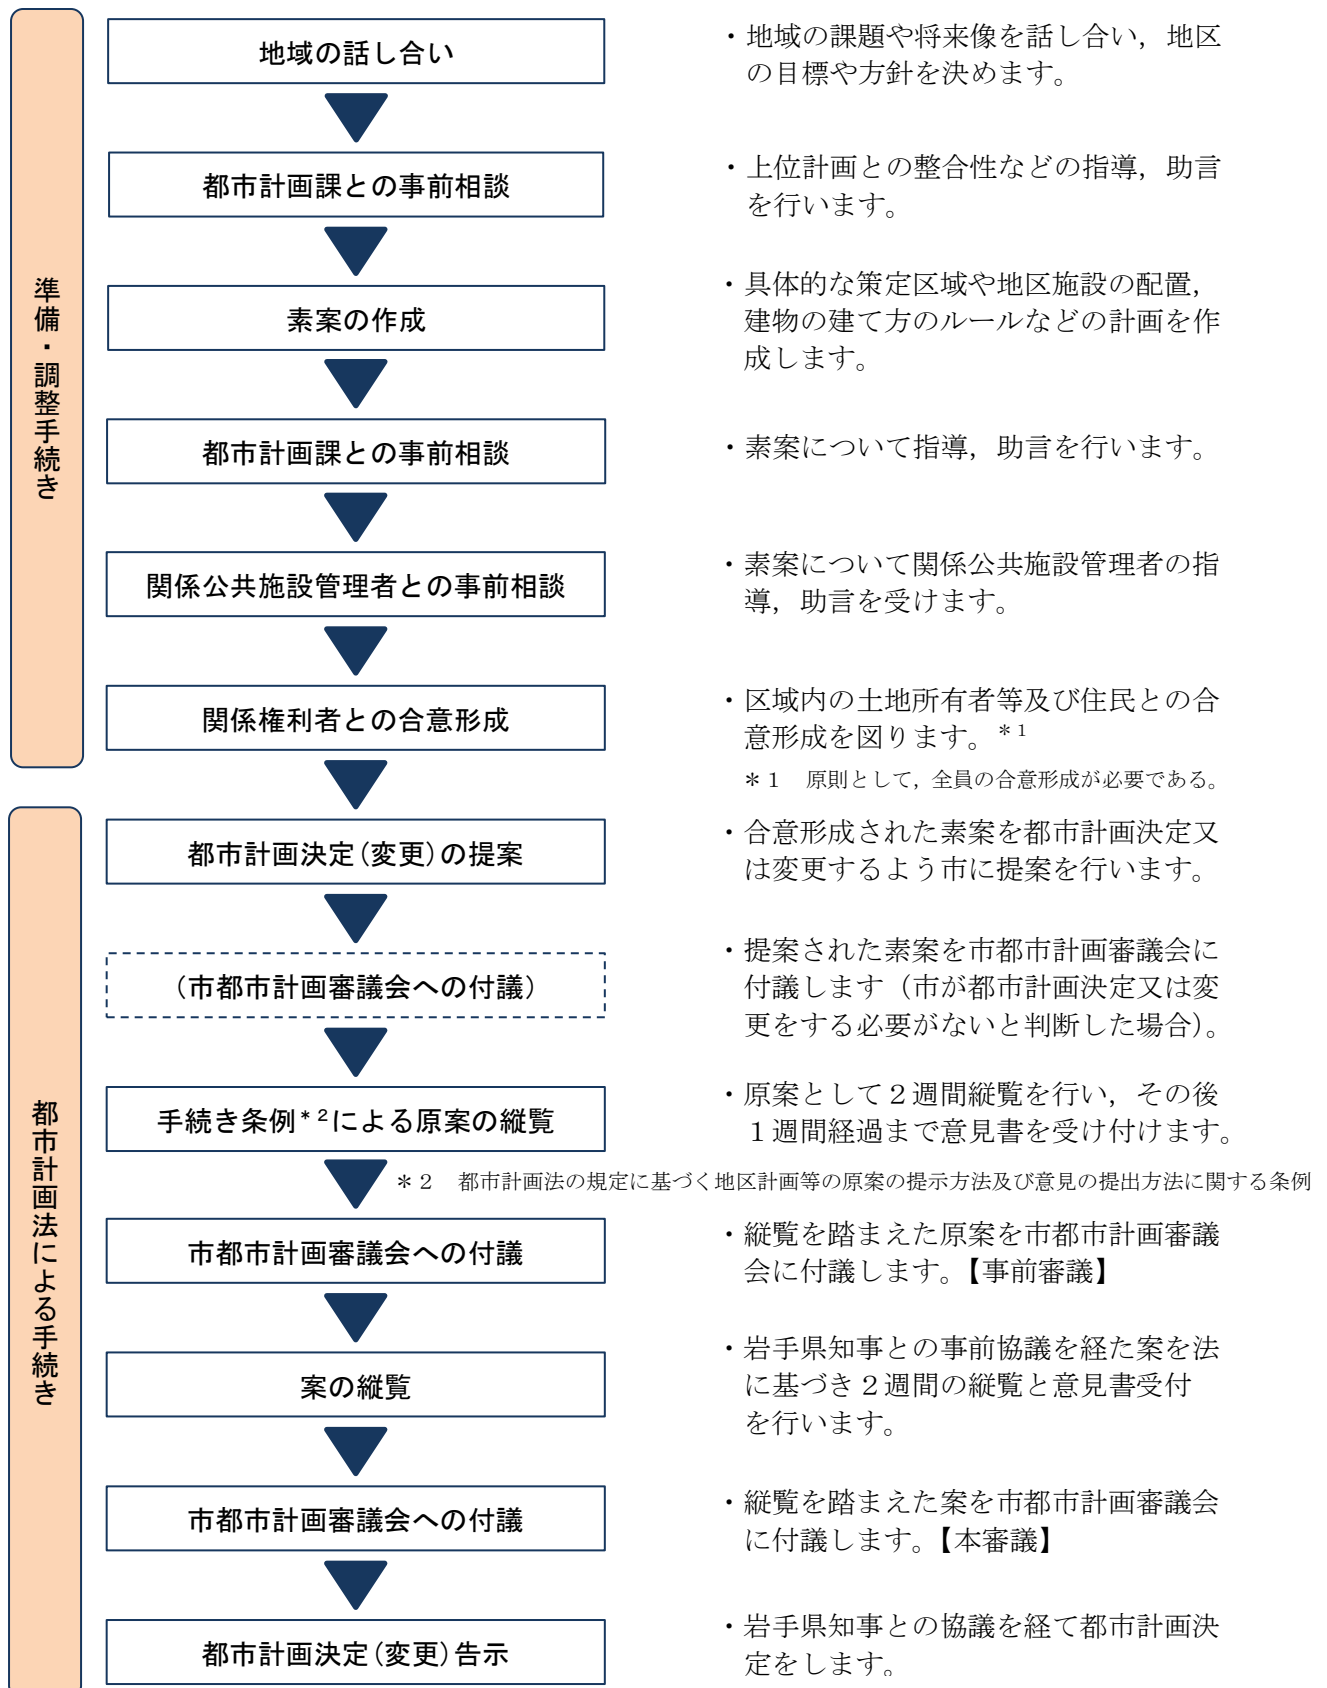 準備・調整手続き
地域の話し合い
・地域の課題や将来像を話し合い，地区
の目標や方針を決めます。
都市計画課との事前相談
・上位計画との整合性などの指導，助言
を行います。
素案の作成
・具体的な策定区域や地区施設の配置，
建物の建て方のルールなどの計画を作
成します。
都市計画課との事前相談
・素案について指導，助言を行います。
関係公共施設管理者との事前相談
・素案について関係公共施設管理者の指
導，助言を受けます。
関係権利者との合意形成
・区域内の土地所有者等及び住民との合
意形成を図ります。＊１
＊１　原則として，全員の合意形成が必要である。
都市計画法による手続き
都市計画決定（変更）の提案
・合意形成された素案を都市計画決定又
は変更するよう市に提案を行います。
（市都市計画審議会への付議）
・提案された素案を市都市計画審議会に
付議します（市が都市計画決定又は変
更をする必要がないと判断した場合）。
手続き条例＊２による原案の縦覧
・原案として２週間縦覧を行い，その後
１週間経過まで意見書を受け付けます。
＊２　都市計画法の規定に基づく地区計画等の原案の提示方法及び意見の提出方法に関する条例
市都市計画審議会への付議
・縦覧を踏まえた原案を市都市計画審議
会に付議します。【事前審議】
案の縦覧
・岩手県知事との事前協議を経た案を法
に基づき２週間の縦覧と意見書受付
を行います。
市都市計画審議会への付議
・縦覧を踏まえた案を市都市計画審議会
に付議します。【本審議】
都市計画決定（変更）告示
・岩手県知事との協議を経て都市計画決
定をします。